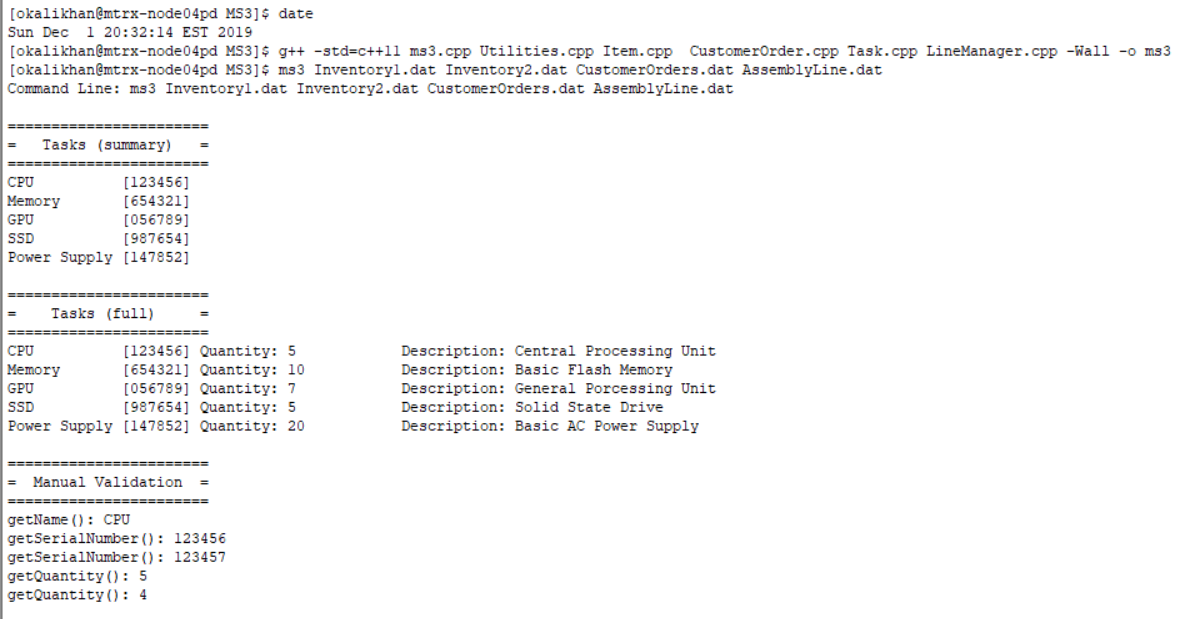 [okalikhan@mtrx-node04pd MS3]$ date
Sun Dec  1 20:32:14 EST 2019
[okalikhan@mtrx-node04pd MS3]$ g++ -std=c++11 ms3.cpp Utilities.cpp Item.cpp  CustomerOrder.cpp Task.cpp LineManager.cpp -Wall -o ms3
[okalikhan@mtrx-node04pd MS3]$ ms3 Inventory1.dat Inventory2.dat CustomerOrders.dat AssemblyLine.dat
Command Line: ms3 Inventory1.dat Inventory2.dat CustomerOrders.dat AssemblyLine.dat

=======================
=   Tasks (summary)   =
=======================
CPU          [123456]
Memory       [654321]
GPU          [056789]
SSD          [987654]
Power Supply [147852]

=======================
=    Tasks (full)     =
=======================
CPU          [123456] Quantity: 5            Description: Central Processing Unit
Memory       [654321] Quantity: 10           Description: Basic Flash Memory
GPU          [056789] Quantity: 7            Description: General Porcessing Unit
SSD          [987654] Quantity: 5            Description: Solid State Drive
Power Supply [147852] Quantity: 20           Description: Basic AC Power Supply

=======================
=  Manual Validation  =
=======================
getName(): CPU
getSerialNumber(): 123456
getSerialNumber(): 123457
getQuantity(): 5
getQuantity(): 4